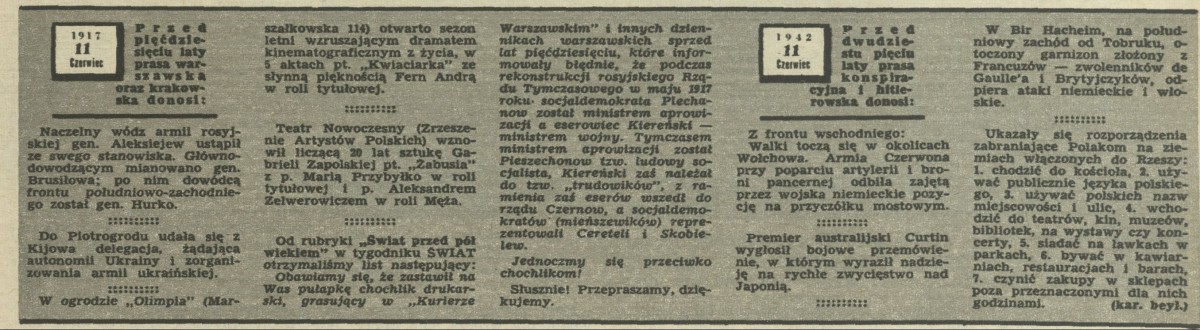 1917
11
Czerwiec
Przed
pięćdzie-
sięciu laty
prasa war-
szawska
oraz krakow-
ska donosi:
Naczelny wódz armii rosyj-
skiej gen. Aleksiejew ustąpił
ze swego stanowiska. Główno-
dowodzącym mianowano gen.
Brusiłowa; po nim dowódcą
frontu południowo-zachodnie-
go został gen. Hurko.
Do Piotrogrodu udała się z
Kijowa delegacja, żądająca
autonomii Ukrainy i zorgani-
zowania armii ukraińskiej.
W ogrodzie „Olimpia” (Mar-
szałkowska 114) otwarto sezon
letni wzruszającym dramatem
kinematograficznym z życia, w
5 aktach pt. „Kwiaciarka” ze
słynną pięknością Fern Andrą
w roli tytułowej.
Teatr Nowoczesny (Zrzesze-
nie Artystów Polskich) wzno-
wił liczącą 20 lat sztukę Ga-
brieli Zapolskiej pt. „Żabusia”
z p. Marią Przybyłko w roli
tytułowej i p. Aleksandrem
Zelwerowiczem w roli Męża.
Od rubryki „Świat przed pół
wiekiem” w tygodniku ŚWIAT
otrzymaliśmy list następujący:
Obawiamy się, że zastawił na
Was pułapkę chochlik drukar-
ski, grasujący w „Kurierze
Warszawskim” i innych dzien-
nikach warszawskich sprzed
lat pięćdziesięciu, które infor-
mowały błędnie, że podczas
rekonstrukcji rosyjskiego Rzą-
du Tymczasowego w maju 1917
roku socjaldemokrata Plecha-
now został ministrem aprowi-
zacji a eserowiec Kiereński —
ministrem wojny. Tymczasem
ministrem aprowizacji został
Pieszechonow tzw. ludowy so-
cjalista, Kiereński zaś należał
do tzw. „trudowików”, z ra-
mienia zaś eserów wszedł do
rządu Czernow, a socjaldemo-
kratów (mieńszewików) repre-
zentowali Cereteli i Skobie-
lew.
Jednoczmy się przeciwko
chochlikom!
Słusznie! Przepraszamy, dzię-
kujemy.
1942
11
Czerwiec
Przed
dwudzie-
stu pięciu
laty prasa
konspira-
cyjna i hitle-
rowska donosi:
Z frontu wschodniego:
Walki toczą się w okolicach
Wołchowa. Armia Czerwona
przy poparciu artylerii i bro-
ni pancernej odbiła zajętą
przez wojska niemieckie pozy-
cję na przyczółku mostowym.
Premier australijski Curtin
wygłosił bojowe przemówie-
nie, w którym wyraził nadzie-
ję na rychłe zwycięstwo nad
Japonią.
W Bir Hacheim, na połud-
niowy zachód od Tobruku, o-
toczony garnizon złożony z
Francuzów — zwolenników de
Gaulle'a i Brytyjczyków, od-
piera ataki niemieckie i wło-
skie.
Ukazały się rozporządzenia
zabraniające Polakom na zie-
miach włączonych do Rzeszy:
1. chodzić do kościoła, 2. uży-
wać publicznie języka polskie-
go, 3. używać polskich nazw
miejscowości i ulic, 4. wcho-
dzić do teatrów, kin, muzeów,
bibliotek, na wystawy czy kon-
certy, 5. siadać na ławkach w
parkach, 6. bywać w kawiar-
niach, restauracjach i barach,
7. czynić zakupy w sklepach
poza przeznaczonymi dla nich
godzinami. (kar. beyl.)